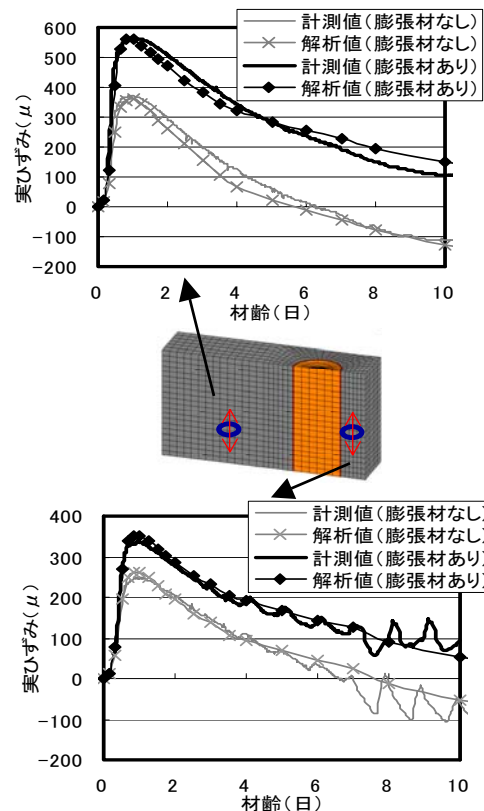 計測値(膨張材なし)
解析値(膨張材なし)
計測値(膨張材あり)
解析値(膨張材あり)
実ひずみ(μ)
600
500
400
300
200
100
0
-100
-200
0 2 4 6 8 10
材齢(日)
計測値(膨張材なし)
解析値(膨張材なし)
計測値(膨張材あり)
解析値(膨張材あり)
実ひずみ(μ)
400
300
200
100
0
-100
-200
0 2 4 6 8 10
材齢(日)